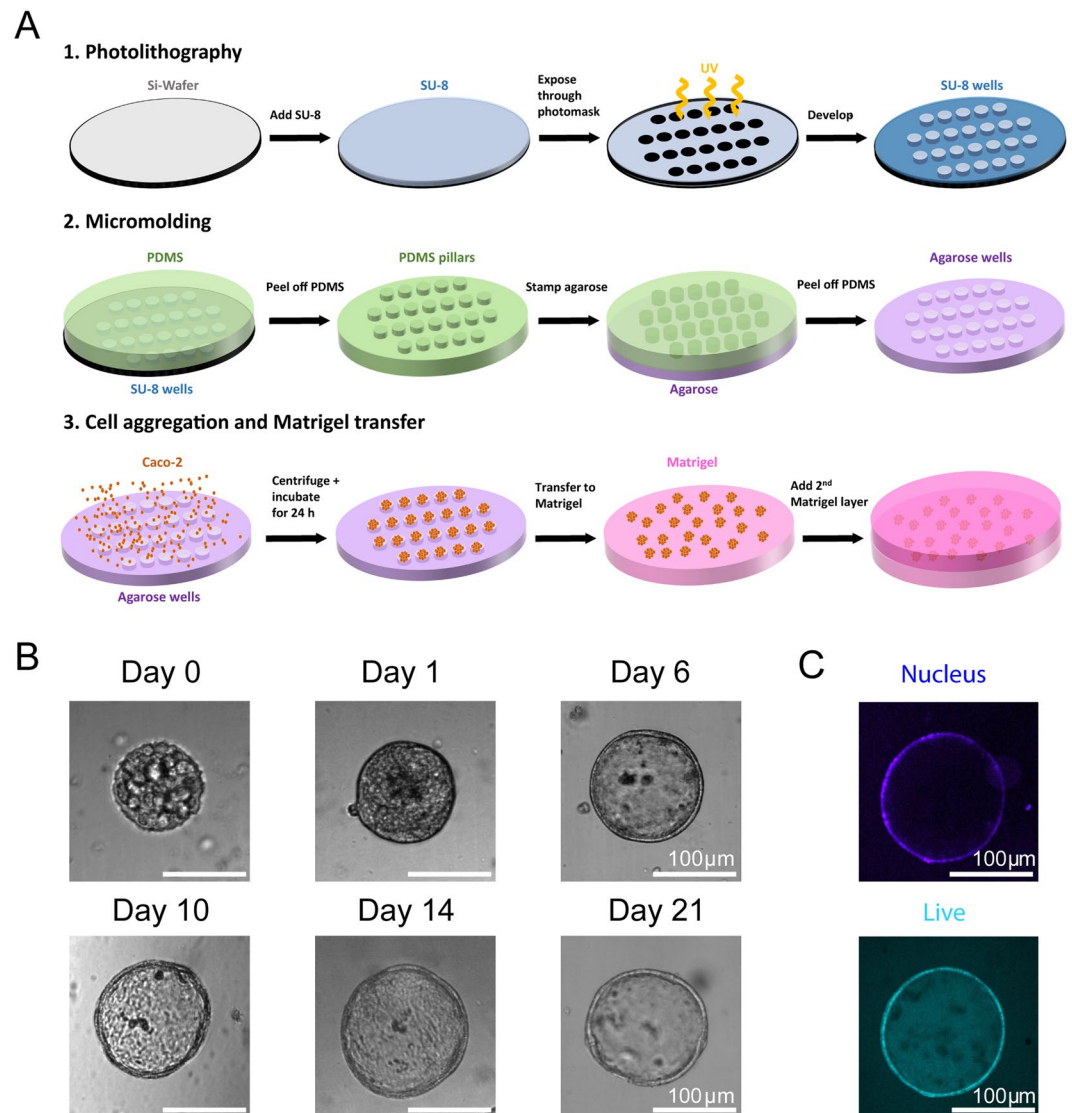 A
1. Photolithography
Si-Wafer
Add SU-8
SU-8
Expose
through
photomask
UV
Develop
SU-8 wells
2. Micromolding
PDMS
SU-8 wells
Peel off PDMS
PDMS pillars
Stamp agarose
Agarose
Peel off PDMS
Agarose wells
3. Cell aggregation and Matrigel transfer
Caco-2
Agarose wells
Centrifuge +
incubate
for 24 h
Transfer to
Matrigel
Matrigel
Add 2nd
Matrigel layer
B
Day 0
Day 1
Day 6
100µm
Day 10
Day 14
Day 21
100µm
C
Nucleus
100µm
Live
100µm